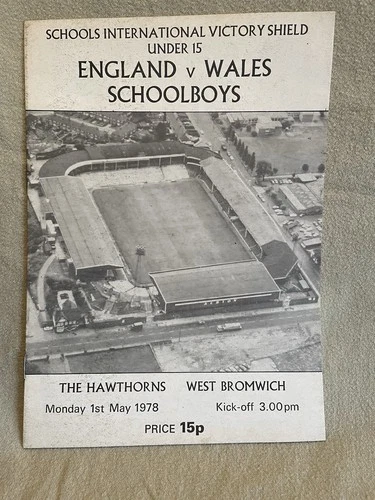 SCHOOLS INTERNATIONAL VICTORY SHIELD
UNDER 15
ENGLAND v WALES
SCHOOLBOYS
THE HAWTHORNS WEST BROMWICH
Monday 1st May 1978 Kick-off 3.00pm
PRICE 15p